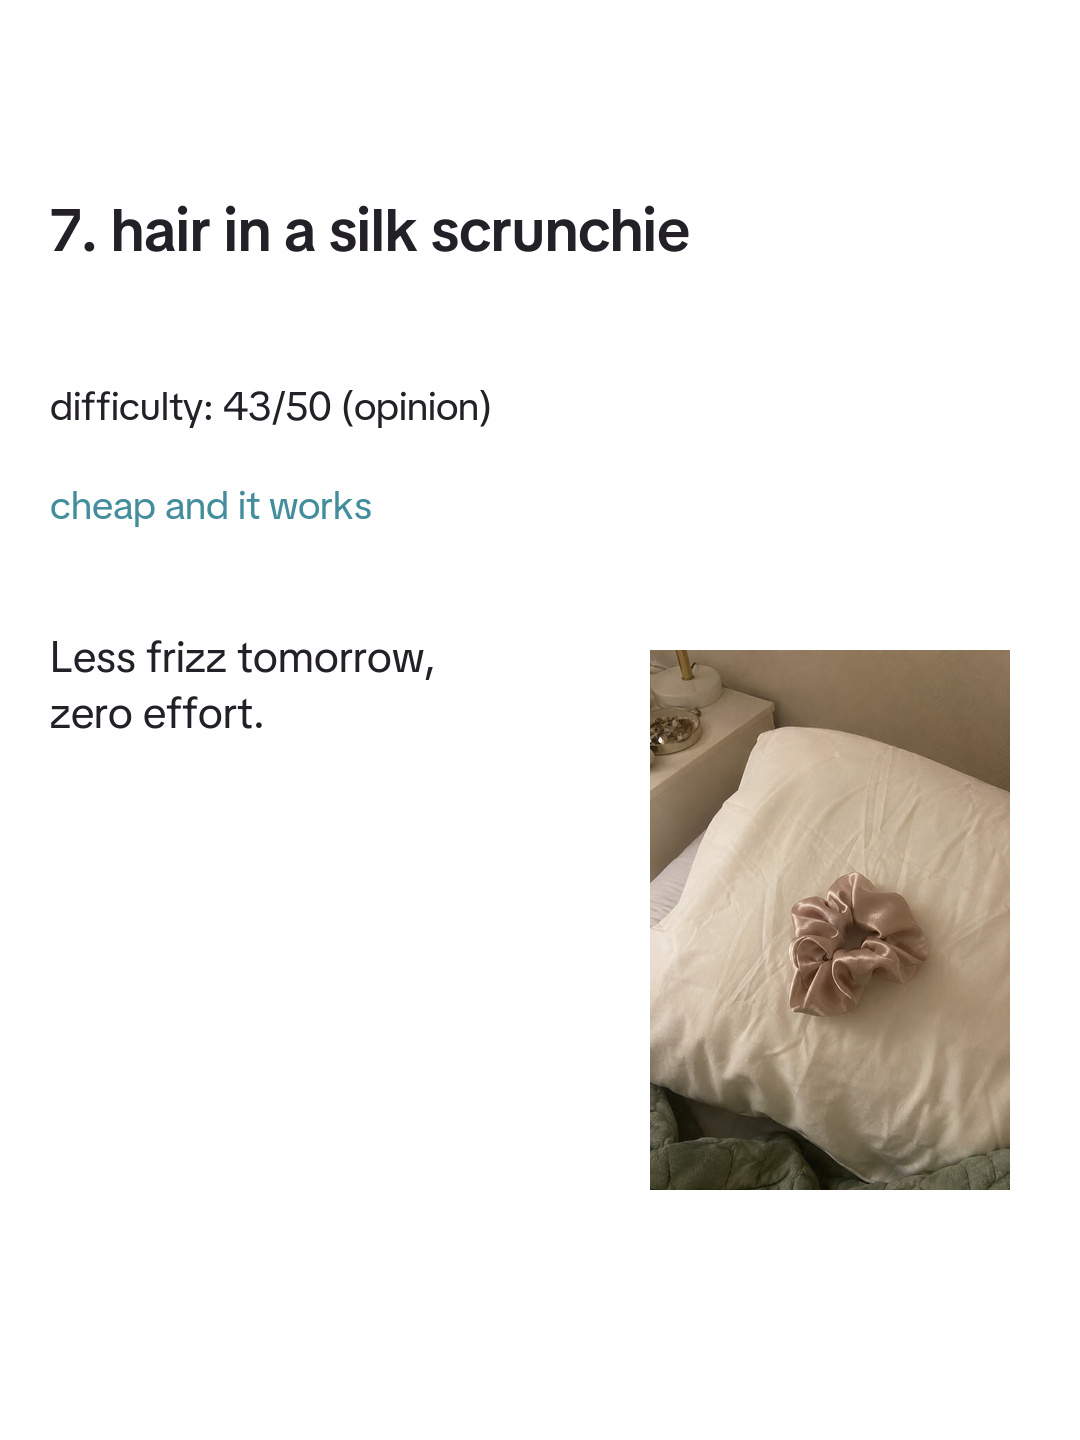 7. hair in a silk scrunchie
difficulty: 43/50 (opinion)
cheap and it works
Less frizz tomorrow,
zero effort.